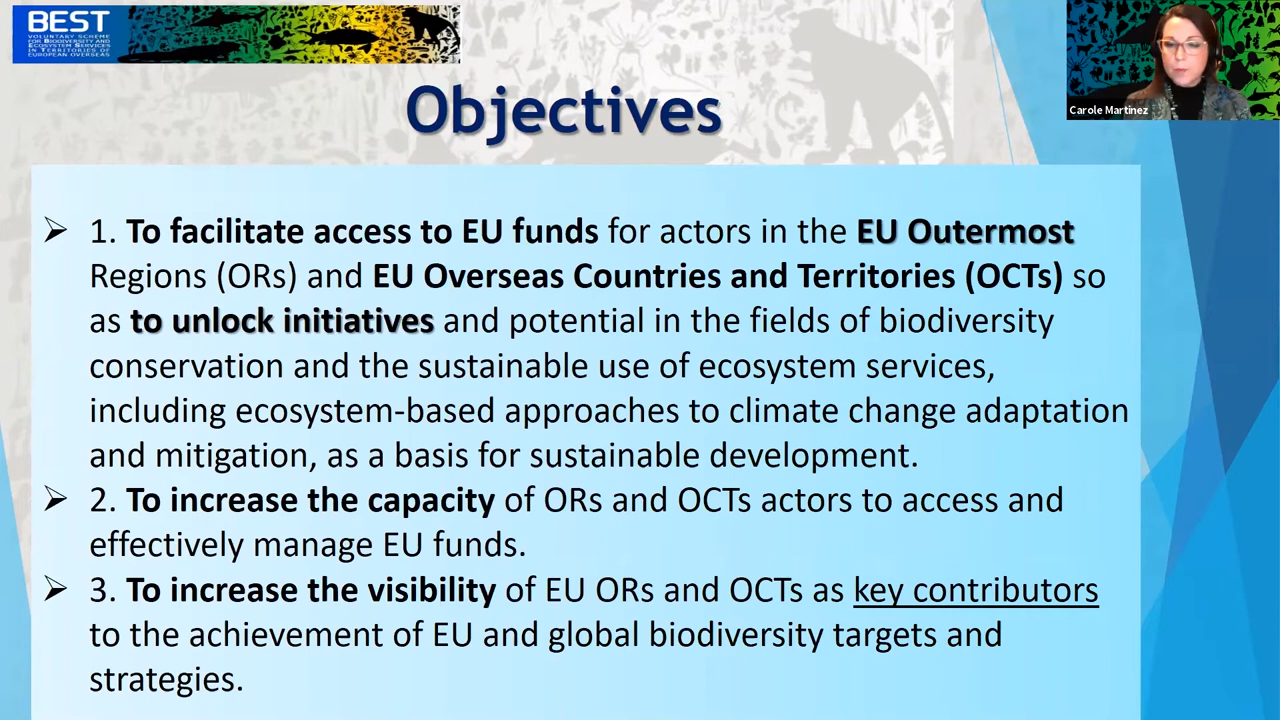 BEST
VOLUNTARY SCHEME
FOR BIODIVERSITY AND
ECOSYSTEM SERVICES
IN TERRITORIES OF
EUROPEAN OVERSEAS
Carole Martinez
Objectives
➢ 1. To facilitate access to EU funds for actors in the EU Outermost
Regions (ORs) and EU Overseas Countries and Territories (OCTs) so
as to unlock initiatives and potential in the fields of biodiversity
conservation and the sustainable use of ecosystem services,
including ecosystem-based approaches to climate change adaptation
and mitigation, as a basis for sustainable development.
➢ 2. To increase the capacity of ORs and OCTs actors to access and
effectively manage EU funds.
➢ 3. To increase the visibility of EU ORs and OCTs as key contributors
to the achievement of EU and global biodiversity targets and
strategies.